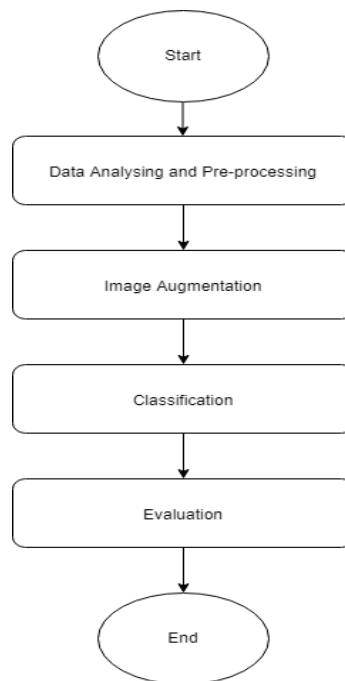 Start
Data Analysing and Pre-processing
Image Augmentation
Classification
Evaluation
End